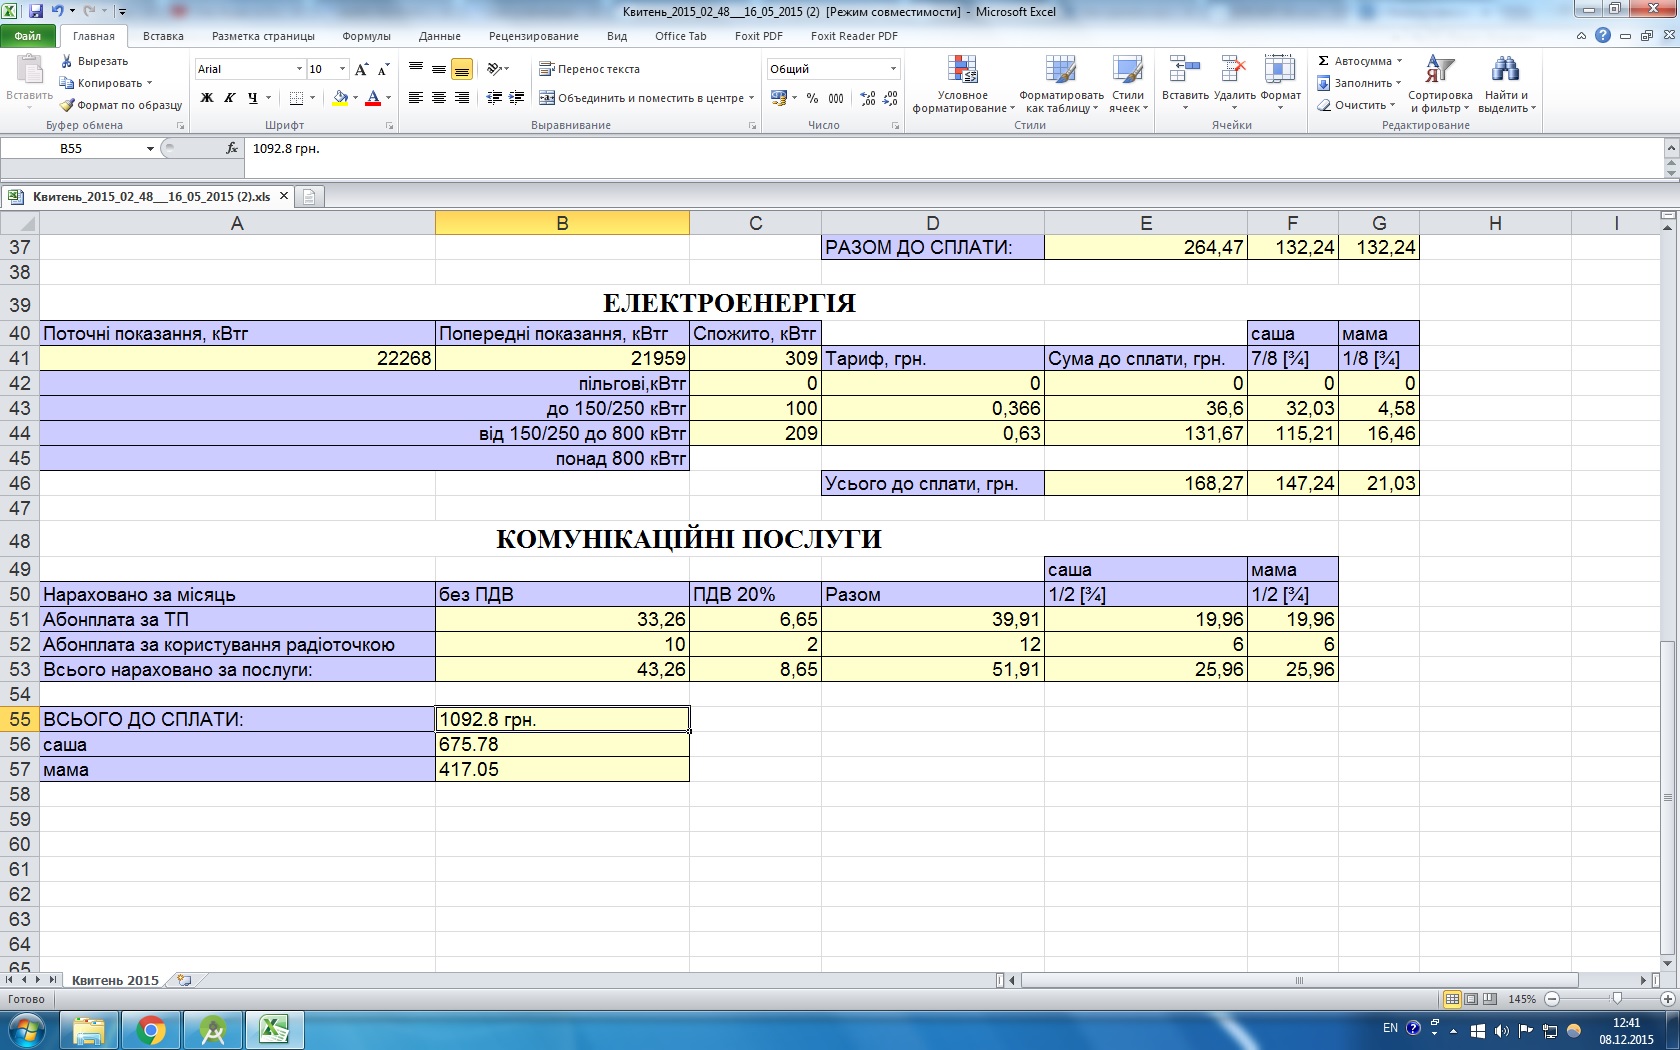 Квитень_2015_02_48___16_05_2015 (2) [Режим совместимости] - Microsoft Excel
Файл Главная Вставка Разметка страницы Формулы Данные Рецензирование Вид Office Tab Foxit PDF Foxit Reader PDF
Вставить
Вырезать
Копировать
Формат по образцу
Буфер обмена
Arial 10
Ж К Ч
Шрифт
Перенос текста
Объединить и поместить в центре
Выравнивание
Общий
% 000
Число
Условное форматирование
Форматировать как таблицу
Стили ячеек
Стили
Вставить Удалить Формат
Ячейки
Σ Автосумма
Заполнить
Очистить
Сортировка и фильтр
Найти и выделить
Редактирование
B55 fx 1092.8 грн.
Квитень_2015_02_48___16_05_2015 (2).xls
A B C D E F G H I
37 РАЗОМ ДО СПЛАТИ: 264,47 132,24 132,24
38
39 ЕЛЕКТРОЕНЕРГІЯ
40 Поточні показання, кВтг Попередні показання, кВтг Спожито, кВтг саша мама
41 22268 21959 309 Тариф, грн. Сума до сплати, грн. 7/8 [¾] 1/8 [¾]
42 пільгові,кВтг 0 0 0 0 0
43 до 150/250 кВтг 100 0,366 36,6 32,03 4,58
44 від 150/250 до 800 кВтг 209 0,63 131,67 115,21 16,46
45 понад 800 кВтг
46 Усього до сплати, грн. 168,27 147,24 21,03
47
48 КОМУНІКАЦІЙНІ ПОСЛУГИ
49 саша мама
50 Нараховано за місяць без ПДВ ПДВ 20% Разом 1/2 [¾] 1/2 [¾]
51 Абонплата за ТП 33,26 6,65 39,91 19,96 19,96
52 Абонплата за користування радіоточкою 10 2 12 6 6
53 Всього нараховано за послуги: 43,26 8,65 51,91 25,96 25,96
54
55 ВСЬОГО ДО СПЛАТИ: 1092.8 грн.
56 саша 675.78
57 мама 417.05
58
59
60
61
62
63
64
65
Квитень 2015
Готово 145%
EN 12:41
08.12.2015